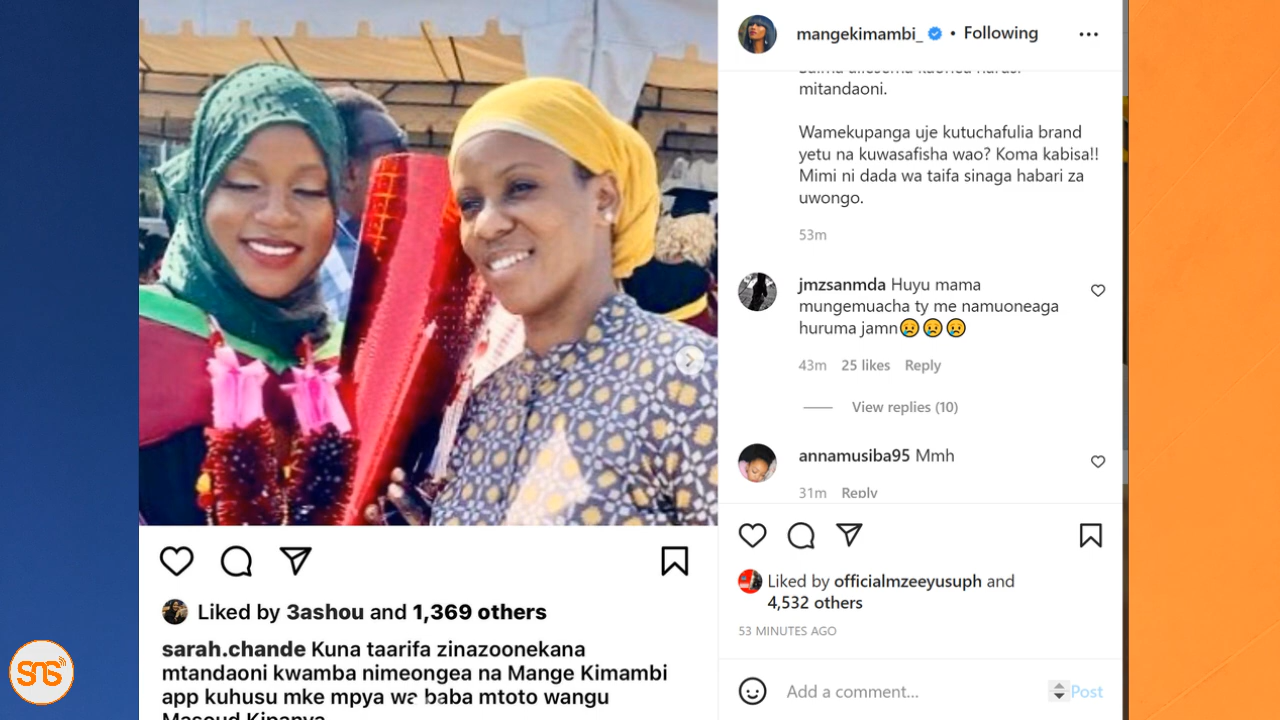 mangekimambi_ • Following
mitandaoni.
Wamekupanga uje kutuchafulia brand
yetu na kuwasafisha wao? Koma kabisa!!
Mimi ni dada wa taifa sinaga habari za
uwongo.
53m
jmzsanmda Huyu mama
mungemuacha ty me namuoneaga
huruma jamn😢😢😢
43m 25 likes Reply
View replies (10)
annamusiba95 Mmh
31m Reply
Liked by officialmzeeyusuph and
4,532 others
53 MINUTES AGO
Add a comment... Post
Liked by 3ashou and 1,369 others
sarah.chande Kuna taarifa zinazoonekana
mtandaoni kwamba nimeongea na Mange Kimambi
app kuhusu mke mpya wa baba mtoto wangu
Masoud Kipanya
SNS